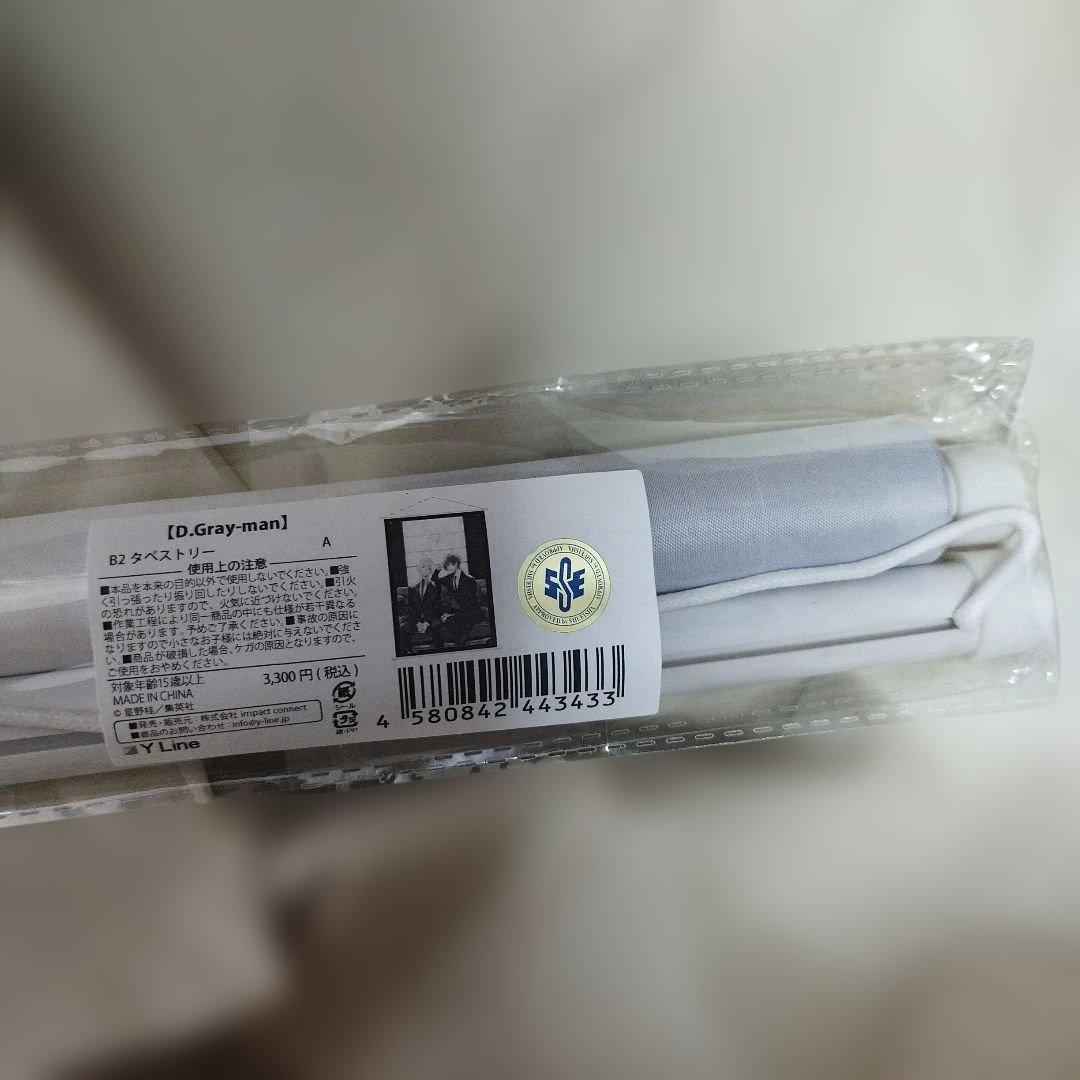 【D.Gray-man】
B2 タペストリー A
使用上の注意
■本品を本来の目的以外で使用しないでください。■強
く引っ張ったり振り回したりしないでください。■引火
の恐れがありますので、火気に近づけないでください。
■作業工程により同一商品の中にも仕様が若干異なる
場合があります。予めご了承ください。■事故の原因に
なりますので小さなお子様には絶対に与えないでくださ
い。■商品が破損した場合、ケガの原因となりますので、
ご使用をおやめください。
対象年齢15歳以上 3,300円(税込)
MADE IN CHINA
© 星野桂／集英社
■発売・販売元：株式会社 impact connect
■商品のお問い合わせ：info@y-line.jp
Y Line
紙
シール
プラ
袋:PP
4 580842 443433
SSE
APPROVED by SHUEISHA